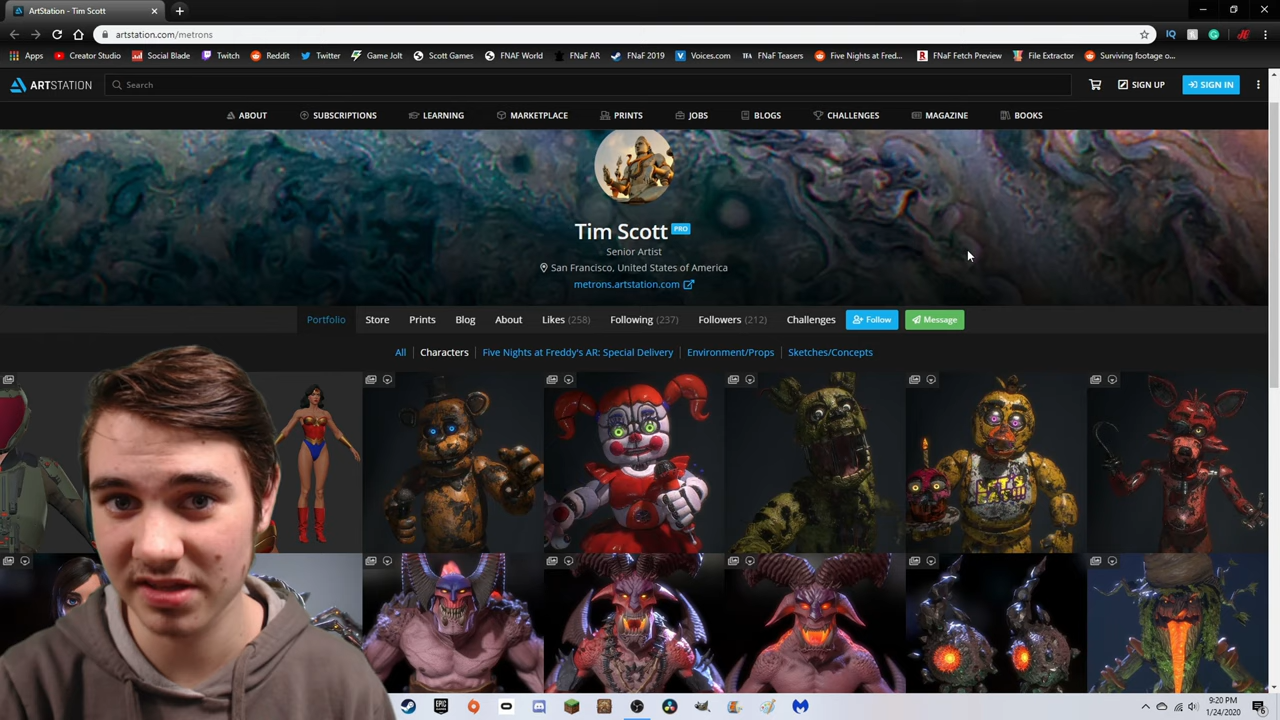 ArtStation - Tim Scott
artstation.com/metrons
Apps Creator Studio Social Blade Twitch Reddit Twitter Game Jolt Scott Games FNAF World FNaF AR FNaF 2019 Voices.com FNaF Teasers Five Nights at Fred... FNaF Fetch Preview File Extractor Surviving footage o...
ARTSTATION Search SIGN UP SIGN IN
ABOUT SUBSCRIPTIONS LEARNING MARKETPLACE PRINTS JOBS BLOGS CHALLENGES MAGAZINE BOOKS
Tim Scott PRO
Senior Artist
San Francisco, United States of America
metrons.artstation.com
Portfolio Store Prints Blog About Likes (258) Following (237) Followers (212) Challenges Follow Message
All Characters Five Nights at Freddy's AR: Special Delivery Environment/Props Sketches/Concepts
LET'S
9:20 PM
1/24/2020